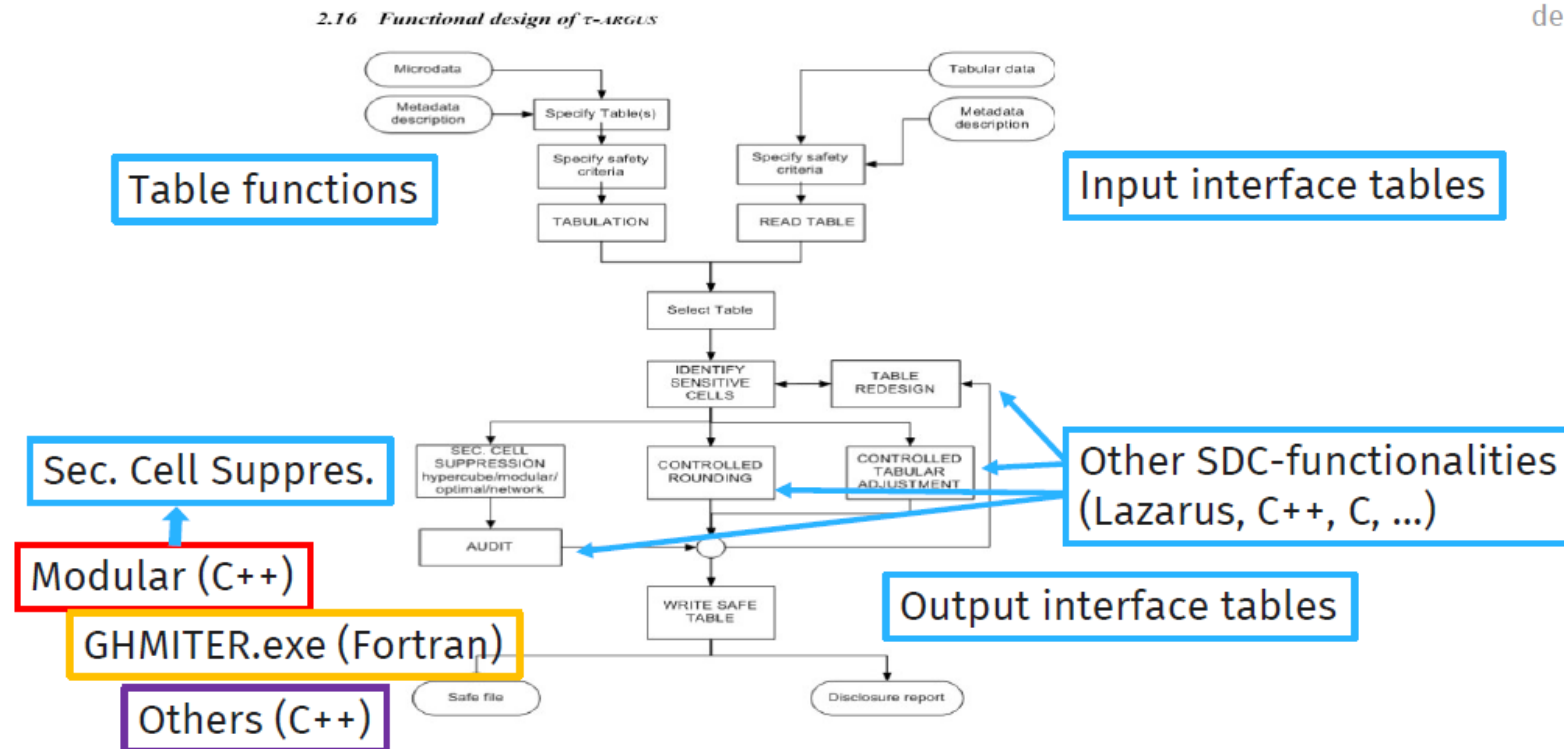 2.16 Functional design of τ-ARGUS
de
Microdata
Tabular data
Metadata
description
Specify Table(s)
Metadata
description
Specify safety
criteria
Specify safety
criteria
Table functions
Input interface tables
TABULATION
READ TABLE
Select Table
IDENTIFY
SENSITIVE
CELLS
TABLE
REDESIGN
Sec. Cell Suppres.
SEC. CELL
SUPPRESSION
hypercube/modular/
optimal/network
CONTROLLED
ROUNDING
CONTROLLED
TABULAR
ADJUSTMENT
Other SDC-functionalities
(Lazarus, C++, C, ...)
AUDIT
Modular (C++)
WRITE SAFE
TABLE
Output interface tables
GHMITER.exe (Fortran)
Safe file
Disclosure report
Others (C++)